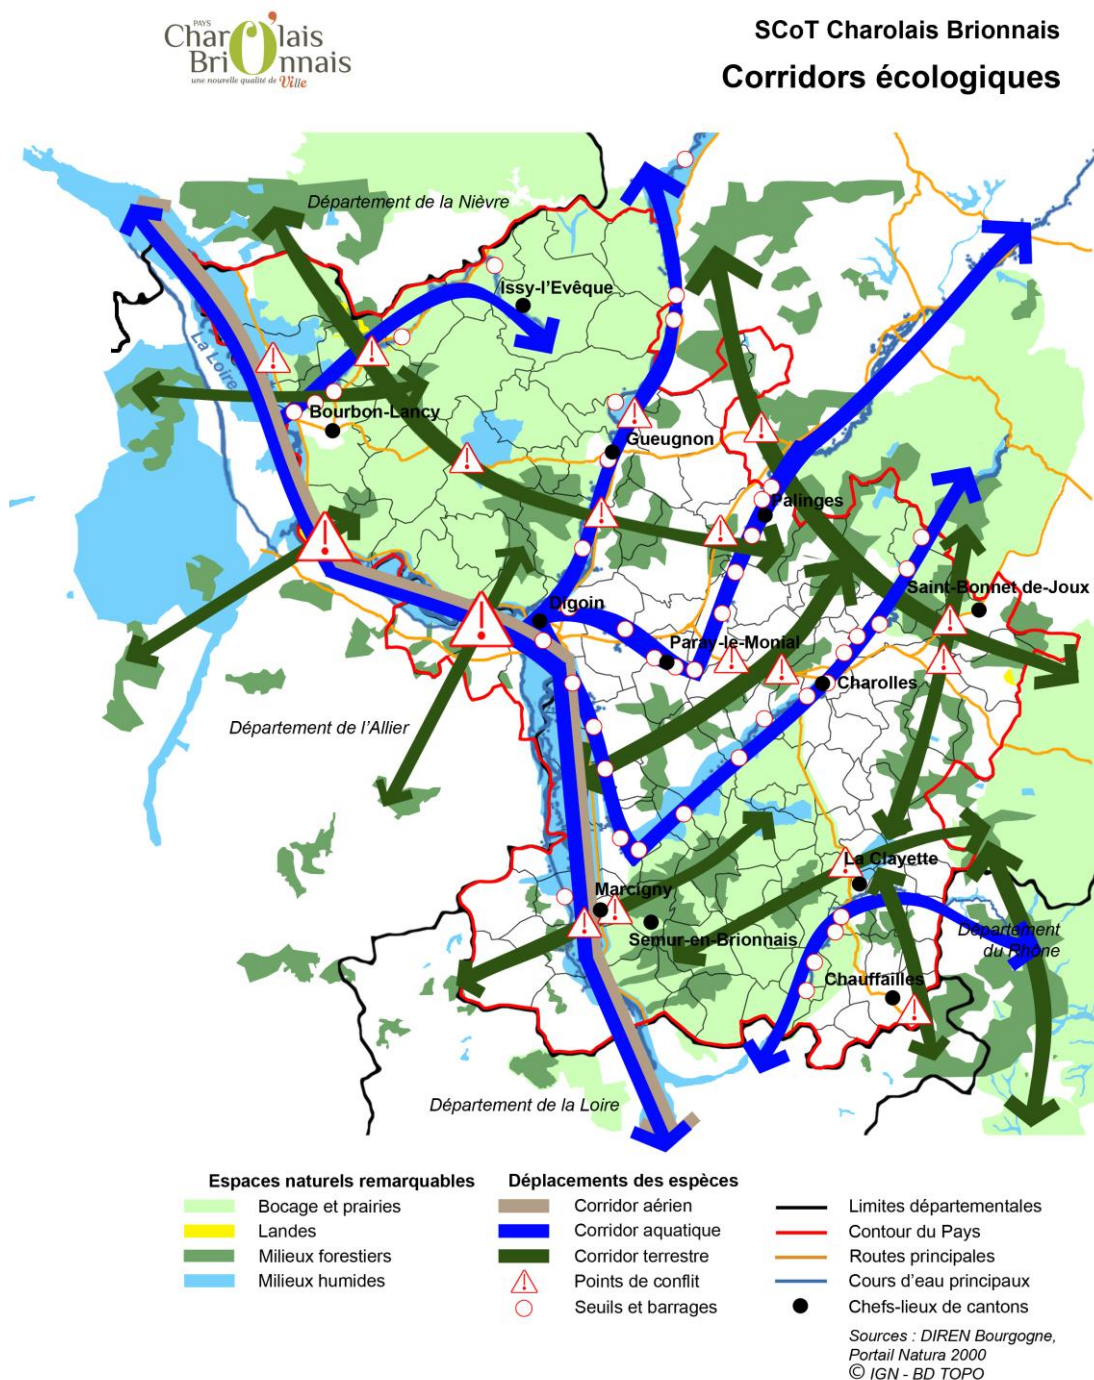 PAYS
CharOlais
BriOnnais
une nouvelle qualité de Ville
SCoT Charolais Brionnais
Corridors écologiques
Département de la Nièvre
Issy-l'Evêque
La Loire
Bourbon-Lancy
Gueugnon
Palinges
Saint-Bonnet de-Joux
Digoin
Paray-le-Monial
Charolles
Département de l'Allier
La Clayette
Marcigny
Semur-en-Brionnais
Département
du Rhône
Chauffailles
Département de la Loire
Espaces naturels remarquables
Bocage et prairies
Landes
Milieux forestiers
Milieux humides
Déplacements des espèces
Corridor aérien
Corridor aquatique
Corridor terrestre
Points de conflit
Seuils et barrages
Limites départementales
Contour du Pays
Routes principales
Cours d'eau principaux
Chefs-lieux de cantons
Sources : DIREN Bourgogne,
Portail Natura 2000
© IGN - BD TOPO